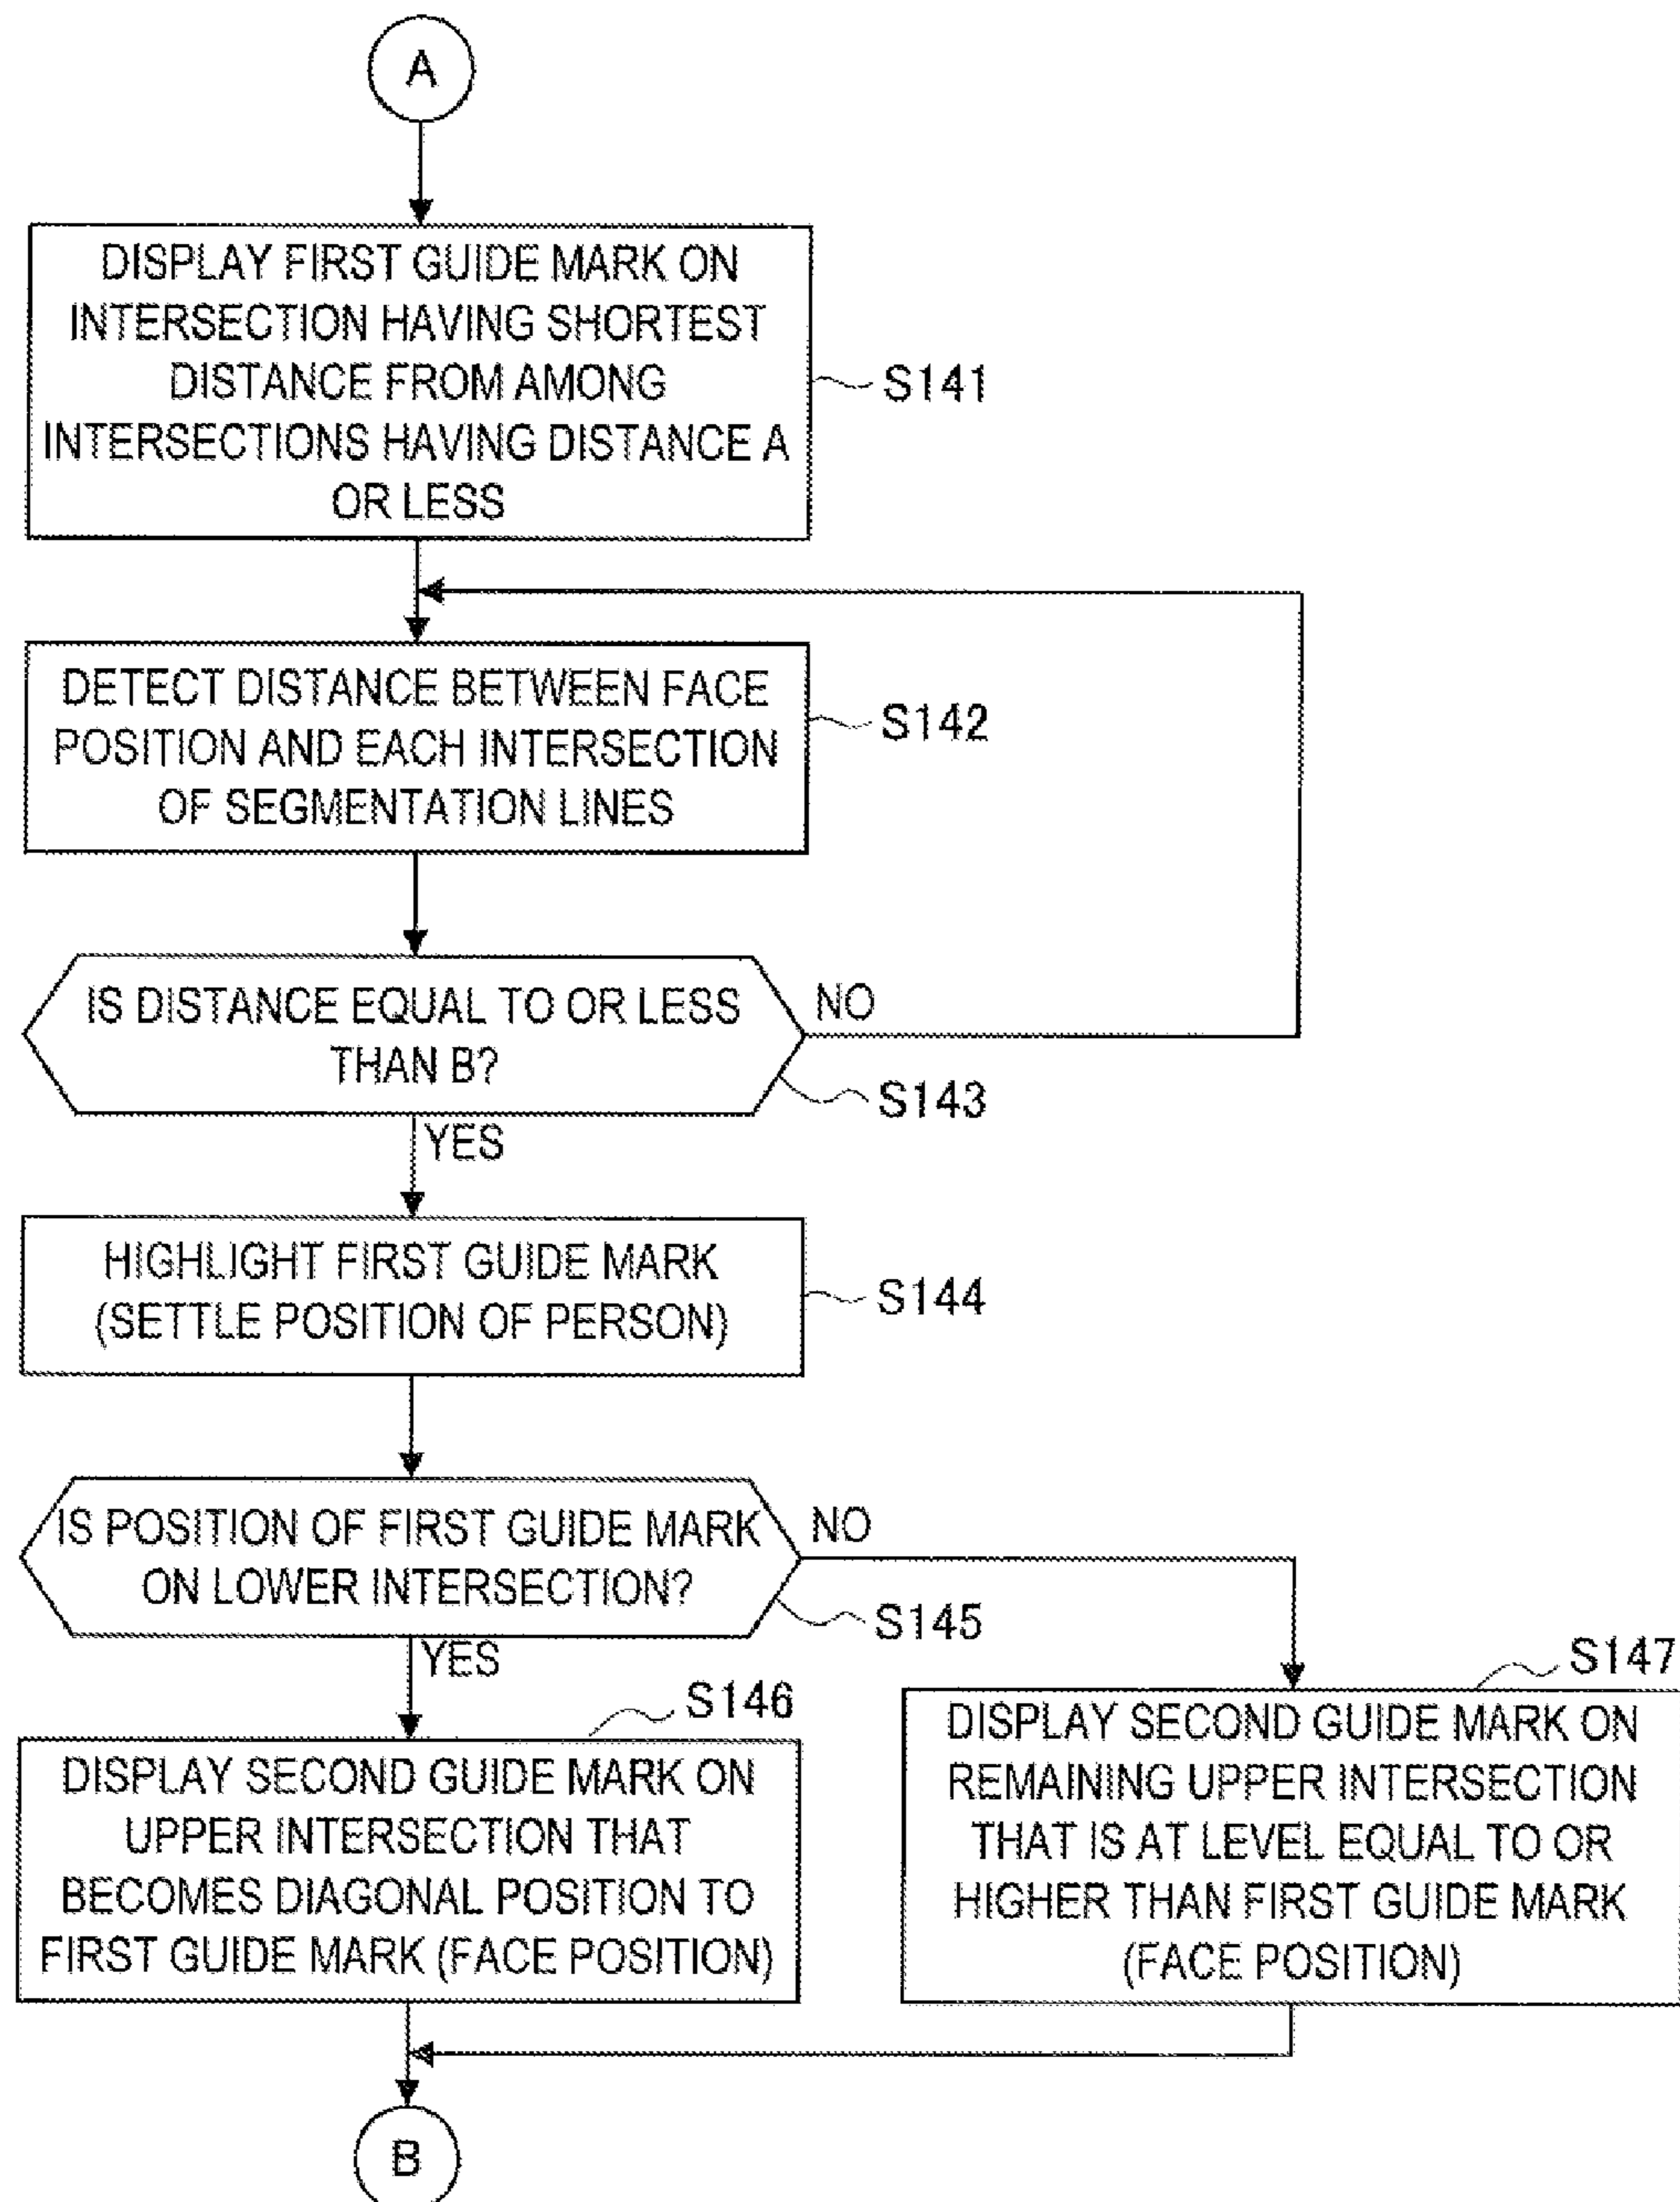 A
DISPLAY FIRST GUIDE MARK ON
INTERSECTION HAVING SHORTEST
DISTANCE FROM AMONG
INTERSECTIONS HAVING DISTANCE A
OR LESS
S141
DETECT DISTANCE BETWEEN FACE
POSITION AND EACH INTERSECTION
OF SEGMENTATION LINES
S142
IS DISTANCE EQUAL TO OR LESS
THAN B?
NO
S143
YES
HIGHLIGHT FIRST GUIDE MARK
(SETTLE POSITION OF PERSON)
S144
IS POSITION OF FIRST GUIDE MARK
ON LOWER INTERSECTION?
NO
S145
YES
S146
DISPLAY SECOND GUIDE MARK ON
UPPER INTERSECTION THAT
BECOMES DIAGONAL POSITION TO
FIRST GUIDE MARK (FACE POSITION)
S147
DISPLAY SECOND GUIDE MARK ON
REMAINING UPPER INTERSECTION
THAT IS AT LEVEL EQUAL TO OR
HIGHER THAN FIRST GUIDE MARK
(FACE POSITION)
B